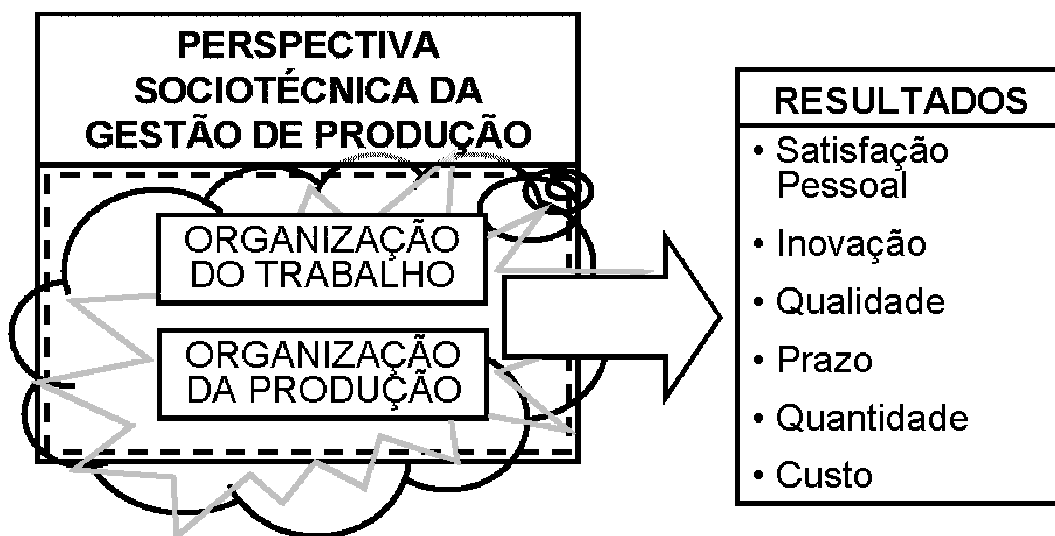 PERSPECTIVA
SOCIOTÉCNICA DA
GESTÃO DE PRODUÇÃO
ORGANIZAÇÃO
DO TRABALHO
ORGANIZAÇÃO
DA PRODUÇÃO
RESULTADOS
• Satisfação
Pessoal
• Inovação
• Qualidade
• Prazo
• Quantidade
• Custo